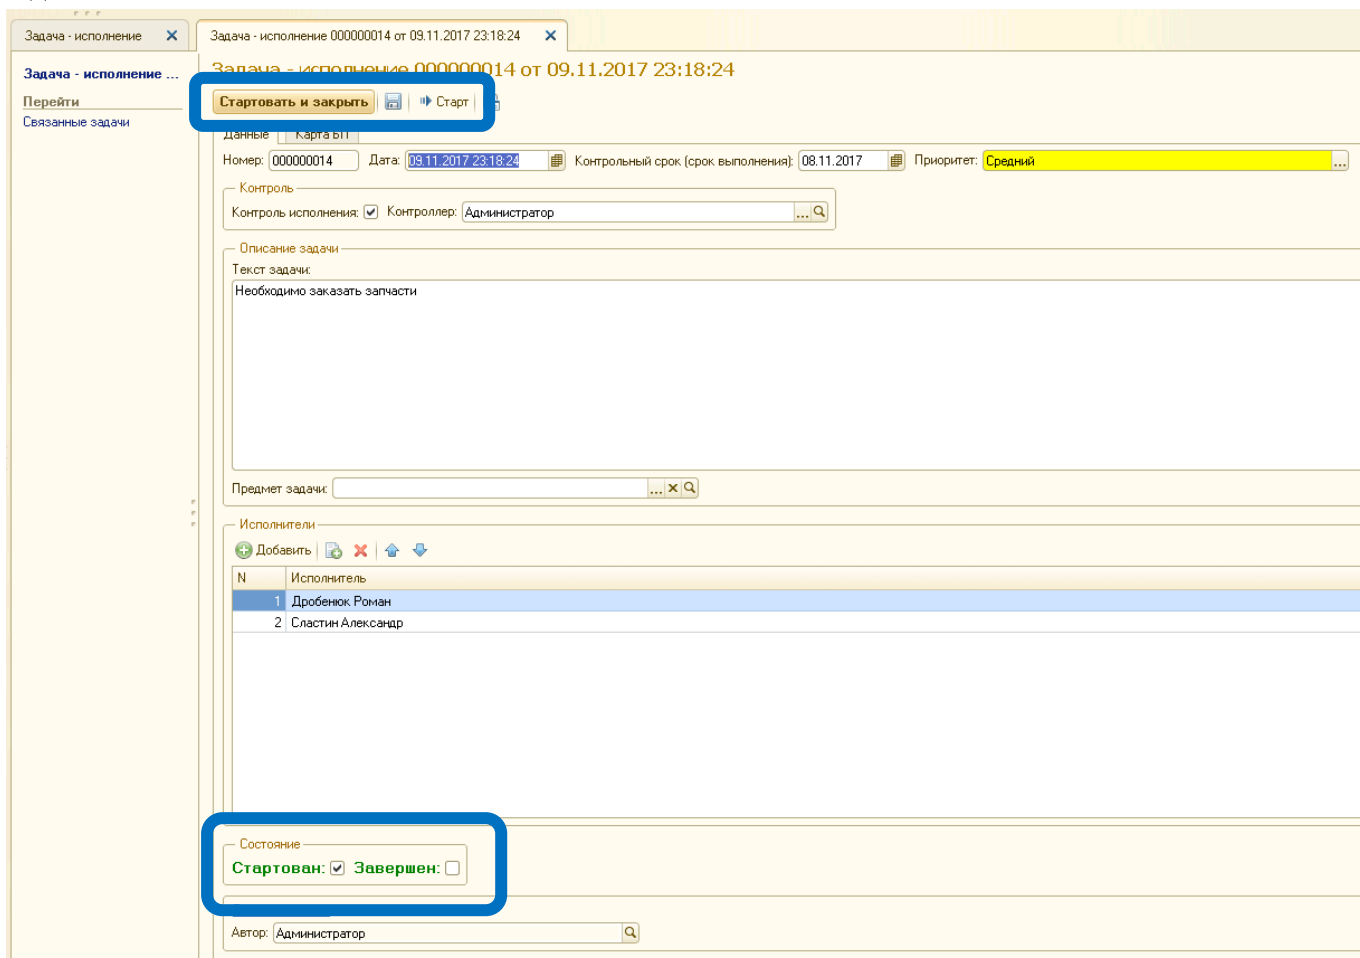 Задача - исполнение
Задача - исполнение 000000014 от 09.11.2017 23:18:24
Задача - исполнение ...
Перейти
Связанные задачи
Задача - исполнение 000000014 от 09.11.2017 23:18:24
Стартовать и закрыть Старт
Данные Карта БП
Номер: 000000014 Дата: 09.11.2017 23:18:24 Контрольный срок (срок выполнения): 08.11.2017 Приоритет: Средний ...
Контроль
Контроль исполнения: Контроллер: Администратор ...
Описание задачи
Текст задачи:
Необходимо заказать запчасти
Предмет задачи: ...
Исполнители
Добавить
N Исполнитель
1 Дробенюк Роман
2 Сластин Александр
Состояние
Стартован: Завершен:
Автор: Администратор